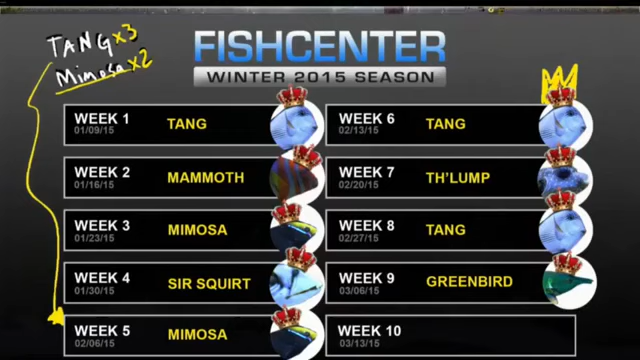 TANG x3
Mimosa x2
FISHCENTER
WINTER 2015 SEASON
WEEK 1 TANG
01/09/15
WEEK 2 MAMMOTH
01/16/15
WEEK 3 MIMOSA
01/23/15
WEEK 4 SIR SQUIRT
01/30/15
WEEK 5 MIMOSA
02/06/15
WEEK 6 TANG
02/13/15
WEEK 7 TH'LUMP
02/20/15
WEEK 8 TANG
02/27/15
WEEK 9 GREENBIRD
03/06/15
WEEK 10
03/13/15